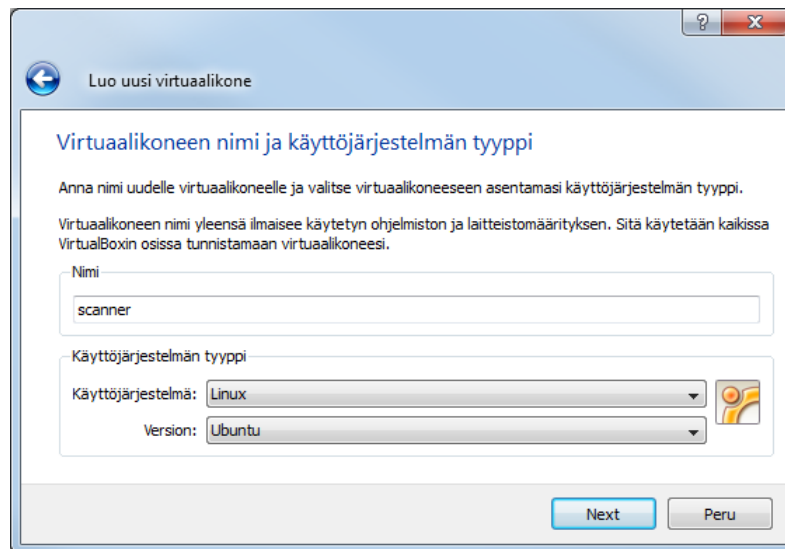 Luo uusi virtuaalikone
Virtuaalikoneen nimi ja käyttöjärjestelmän tyyppi
Anna nimi uudelle virtuaalikoneelle ja valitse virtuaalikoneeseen asentamasi käyttöjärjestelmän tyyppi.
Virtuaalikoneen nimi yleensä ilmaisee käytetyn ohjelmiston ja laitteistomäärityksen. Sitä käytetään kaikissa
VirtualBoxin osissa tunnistamaan virtuaalikoneesi.
Nimi
scanner
Käyttöjärjestelmän tyyppi
Käyttöjärjestelmä: Linux
Version: Ubuntu
Next Peru